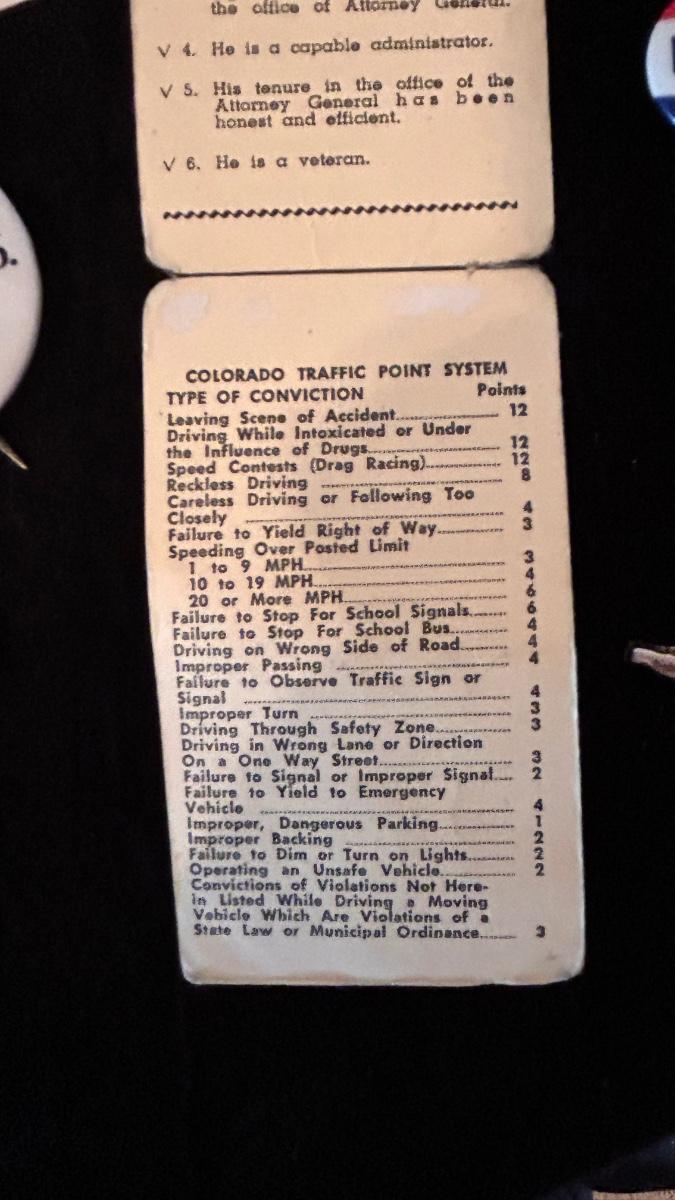 the office of Attorney General.
√ 4. He is a capable administrator.
√ 5. His tenure in the office of the
Attorney General has been
honest and efficient.
√ 6. He is a veteran.
COLORADO TRAFFIC POINT SYSTEM
TYPE OF CONVICTION Points
Leaving Scene of Accident 12
Driving While Intoxicated or Under
the Influence of Drugs 12
Speed Contests (Drag Racing) 12
Reckless Driving 8
Careless Driving or Following Too
Closely 4
Failure to Yield Right of Way 3
Speeding Over Posted Limit
1 to 9 MPH 3
10 to 19 MPH 4
20 or More MPH 6
Failure to Stop For School Signals 6
Failure to Stop For School Bus 4
Driving on Wrong Side of Road 4
Improper Passing 4
Failure to Observe Traffic Sign or
Signal 4
Improper Turn 3
Driving Through Safety Zone 3
Driving in Wrong Lane or Direction
On a One Way Street 3
Failure to Signal or Improper Signal 2
Failure to Yield to Emergency
Vehicle 4
Improper, Dangerous Parking 1
Improper Backing 2
Failure to Dim or Turn on Lights 2
Operating an Unsafe Vehicle 2
Convictions of Violations Not Here-
in Listed While Driving a Moving
Vehicle Which Are Violations of a
State Law or Municipal Ordinance 3